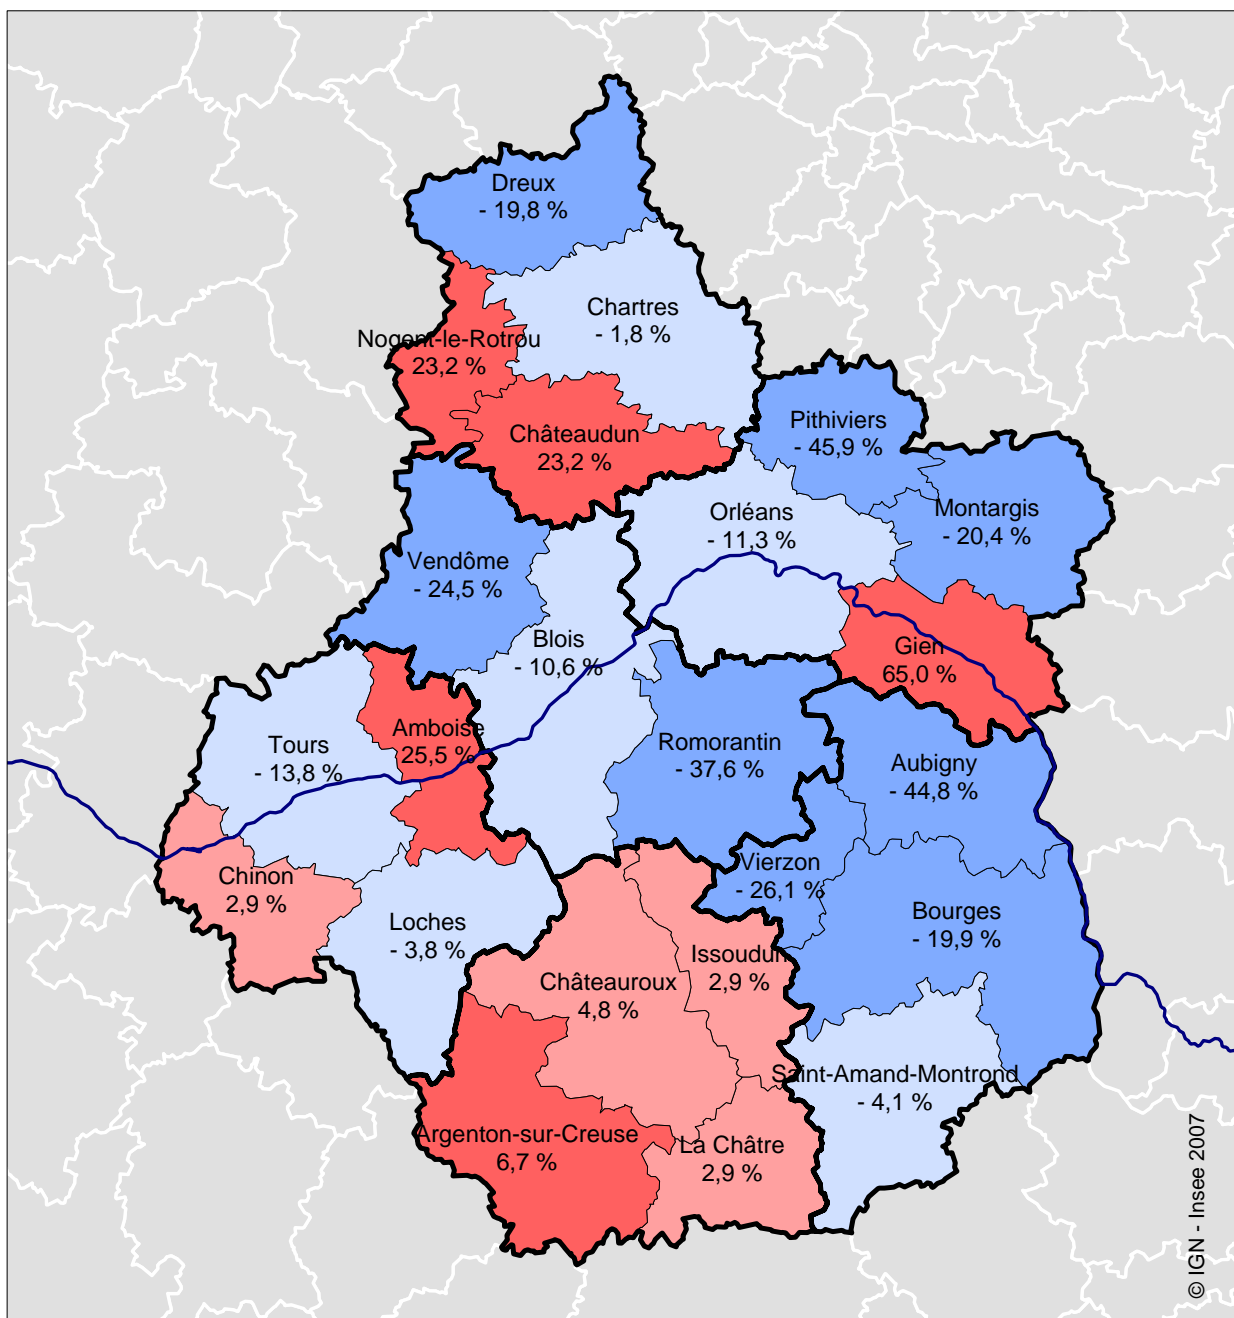 Dreux
- 19,8 %
Chartres
- 1,8 %
Nogent-le-Rotrou
23,2 %
Châteaudun
23,2 %
Pithiviers
- 45,9 %
Orléans
- 11,3 %
Montargis
- 20,4 %
Vendôme
- 24,5 %
Blois
- 10,6 %
Gien
65,0 %
Amboise
25,5 %
Tours
- 13,8 %
Romorantin
- 37,6 %
Aubigny
- 44,8 %
Chinon
2,9 %
Vierzon
- 26,1 %
Loches
- 3,8 %
Bourges
- 19,9 %
Issoudun
2,9 %
Châteauroux
4,8 %
Saint-Amand-Montrond
- 4,1 %
Argenton-sur-Creuse
6,7 %
La Châtre
2,9 %
© IGN - Insee 2007